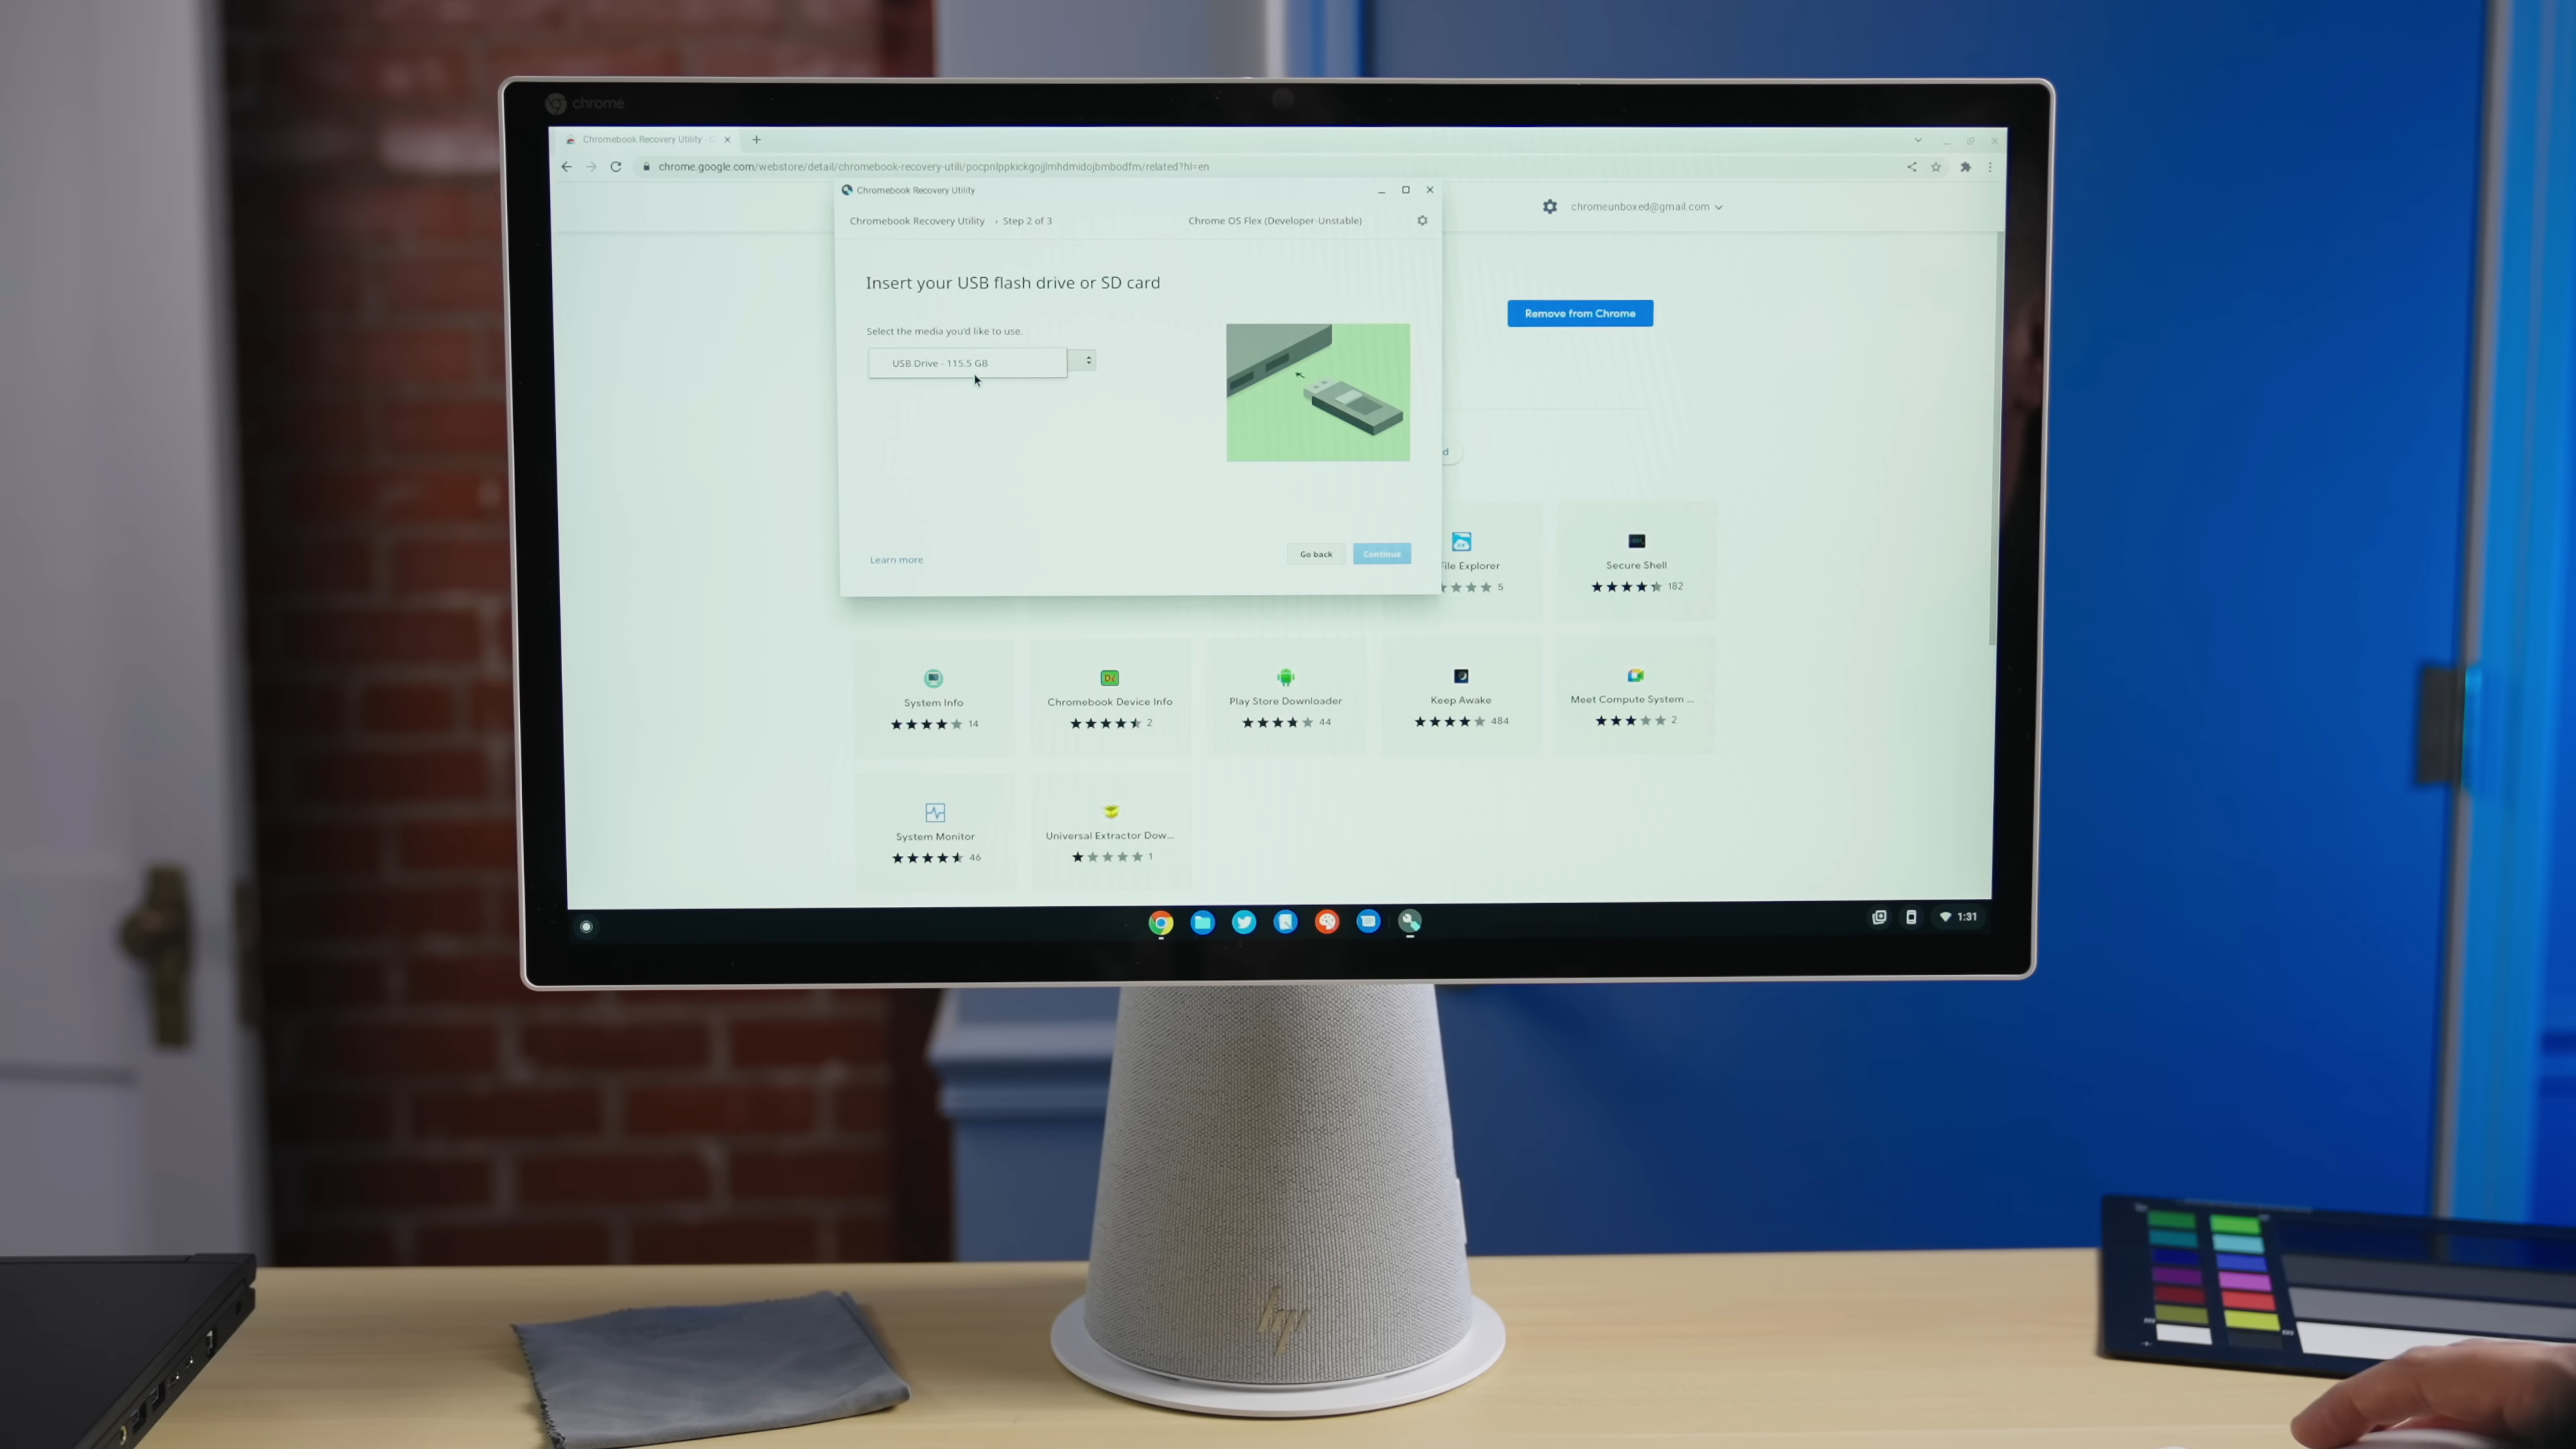 chrome
Chromebook Recovery Utility - C
chrome.google.com/webstore/detail/chromebook-recovery-utili/pocpnlppkickgojjlmhdmidojbmbodfm/related?hl=en
Chromebook Recovery Utility
Chromebook Recovery Utility › Step 2 of 3
Chrome OS Flex (Developer-Unstable)
chromeunboxed@gmail.com
Insert your USB flash drive or SD card
Remove from Chrome
Select the media you'd like to use.
USB Drive - 115.5 GB
d
Learn more
Go back
Continue
File Explorer
5
Secure Shell
182
System Info
14
Chromebook Device Info
2
Play Store Downloader
44
Keep Awake
484
Meet Compute System ...
2
System Monitor
46
Universal Extractor Dow...
1
1:31
hp